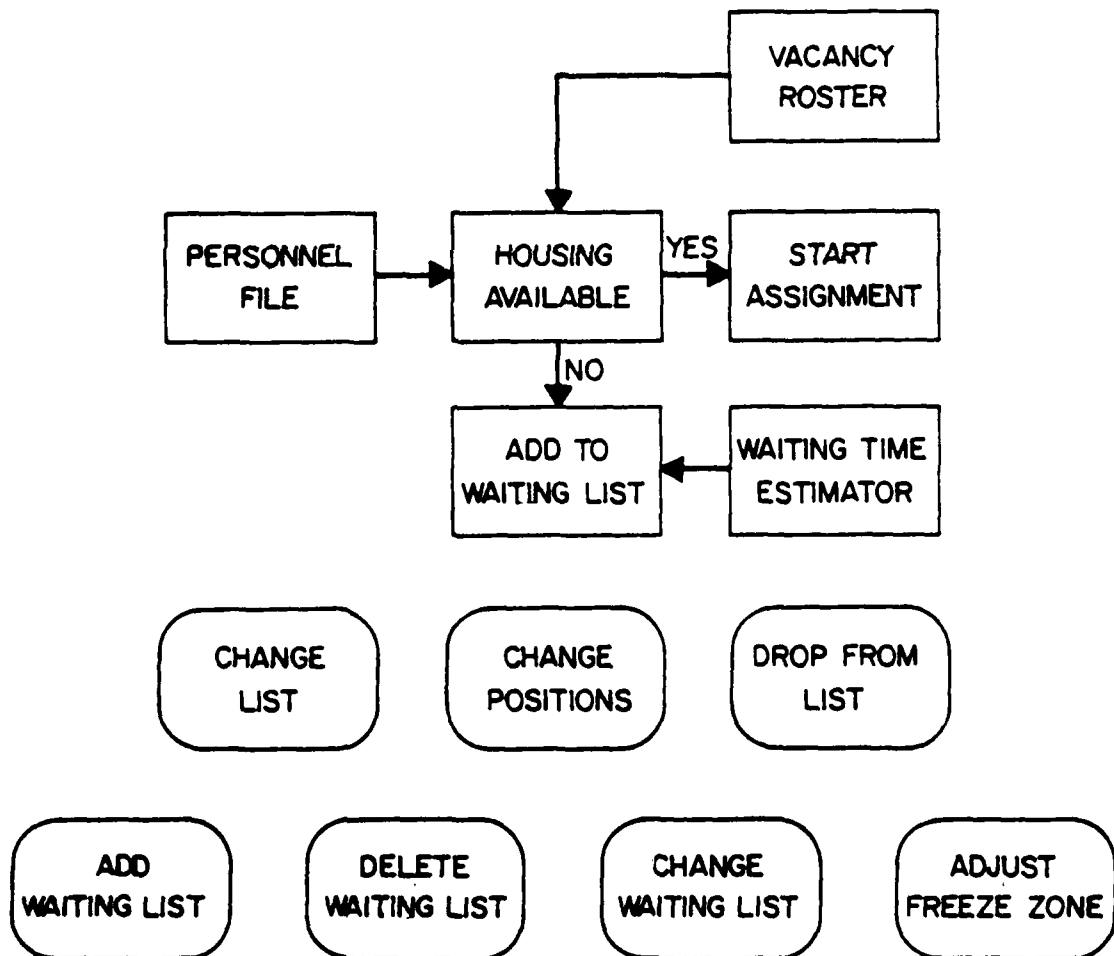 VACANCY
ROSTER
PERSONNEL
FILE
HOUSING
AVAILABLE
YES
START
ASSIGNMENT
NO
ADD TO
WAITING LIST
WAITING TIME
ESTIMATOR
CHANGE
LIST
CHANGE
POSITIONS
DROP FROM
LIST
ADD
WAITING LIST
DELETE
WAITING LIST
CHANGE
WAITING LIST
ADJUST
FREEZE ZONE